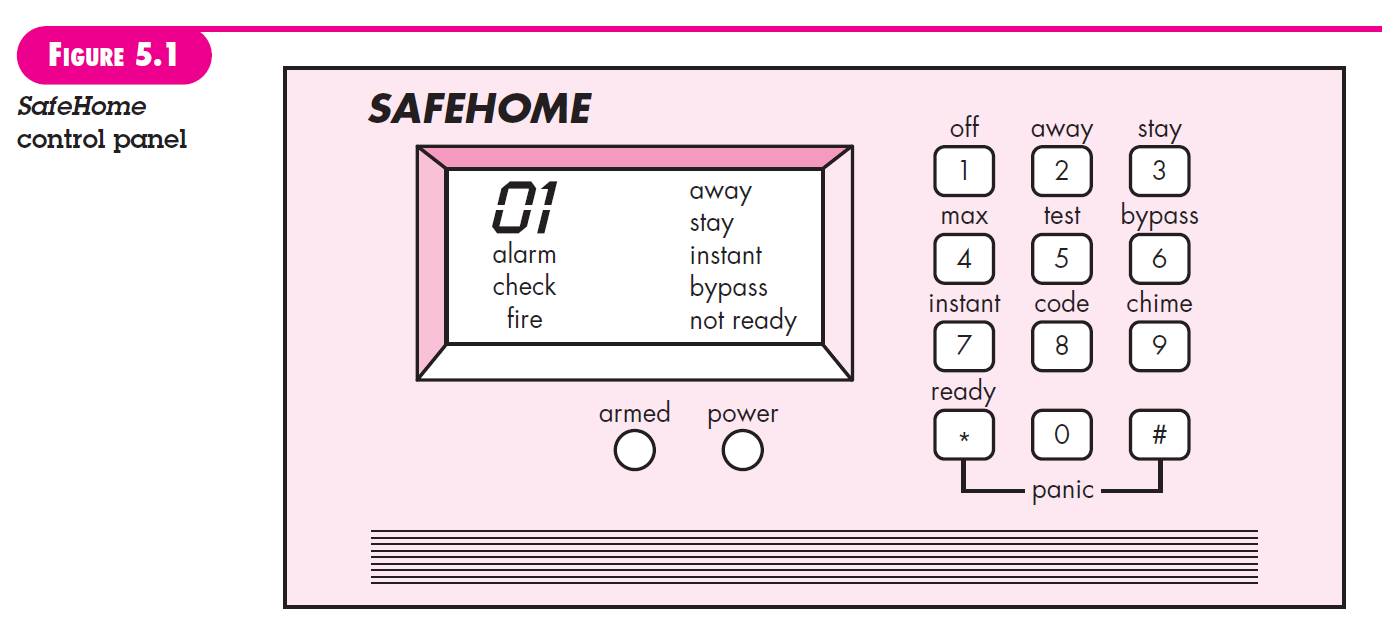 FIGURE 5.1
SafeHome
control panel
SAFEHOME
01
alarm
check
fire
away
stay
instant
bypass
not ready
armed power
off away stay
1 2 3
max test bypass
4 5 6
instant code chime
7 8 9
ready
* 0 #
panic